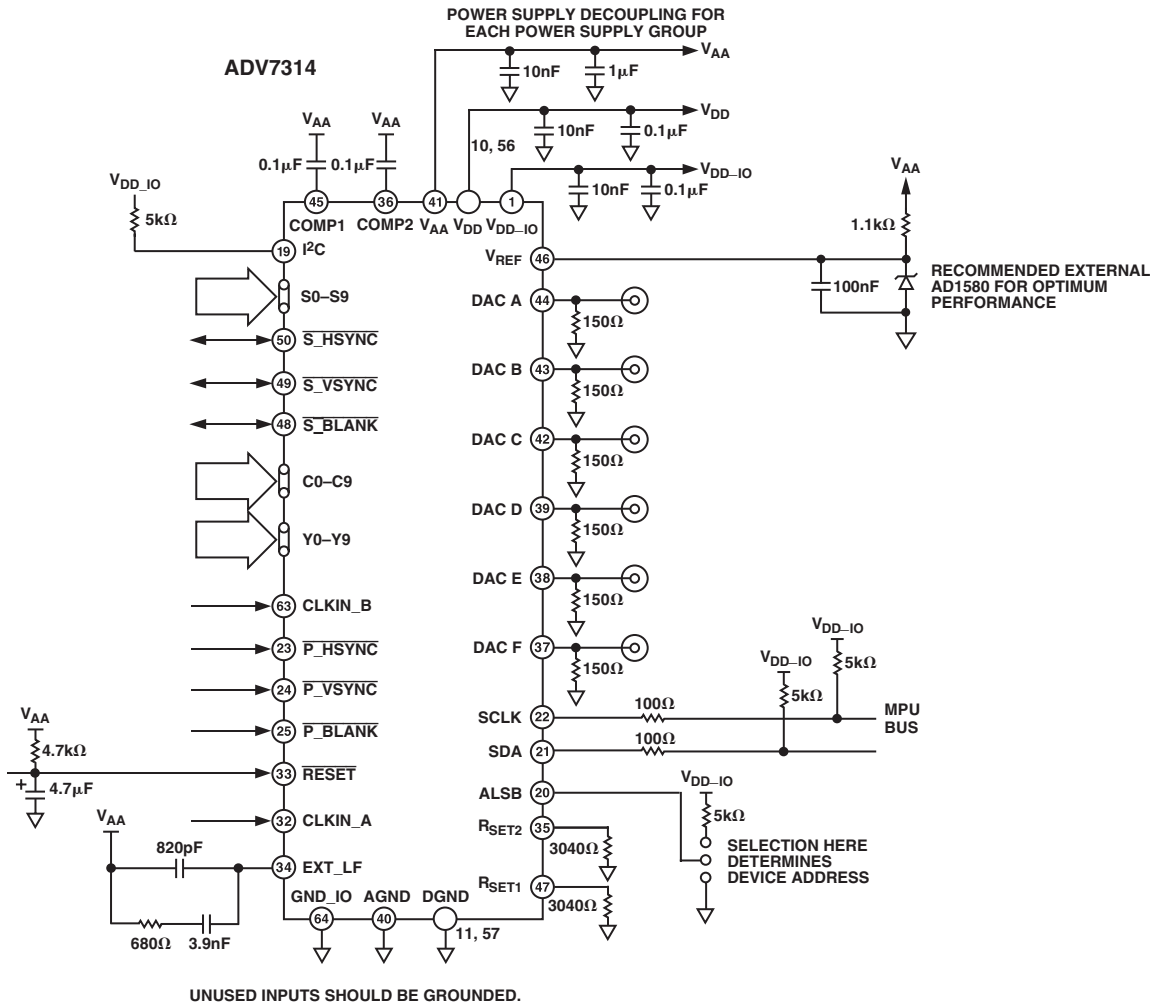 POWER SUPPLY DECOUPLING FOR
EACH POWER SUPPLY GROUP
ADV7314
VAA
10nF
1µF
VDD
10, 56
10nF
0.1µF
VDD–IO
10nF
0.1µF
VAA
VAA
0.1µF
0.1µF
VDD_IO
5kΩ
45
36
41
1
COMP1
COMP2
VAA
VDD
VDD–IO
19
I²C
S0–S9
50
S_HSYNC
49
S_VSYNC
48
S_BLANK
C0–C9
Y0–Y9
63
CLKIN_B
23
P_HSYNC
24
P_VSYNC
25
P_BLANK
VAA
4.7kΩ
33
RESET
+
4.7µF
32
CLKIN_A
VAA
820pF
34
EXT_LF
680Ω
3.9nF
GND_IO
AGND
DGND
64
40
11, 57
VREF
46
VAA
1.1kΩ
100nF
RECOMMENDED EXTERNAL
AD1580 FOR OPTIMUM
PERFORMANCE
DAC A
44
150Ω
DAC B
43
150Ω
DAC C
42
150Ω
DAC D
39
150Ω
DAC E
38
150Ω
DAC F
37
150Ω
VDD–IO
5kΩ
VDD–IO
5kΩ
SCLK
22
100Ω
MPU
BUS
SDA
21
100Ω
ALSB
20
VDD–IO
5kΩ
SELECTION HERE
DETERMINES
DEVICE ADDRESS
RSET2
35
3040Ω
RSET1
47
3040Ω
UNUSED INPUTS SHOULD BE GROUNDED.